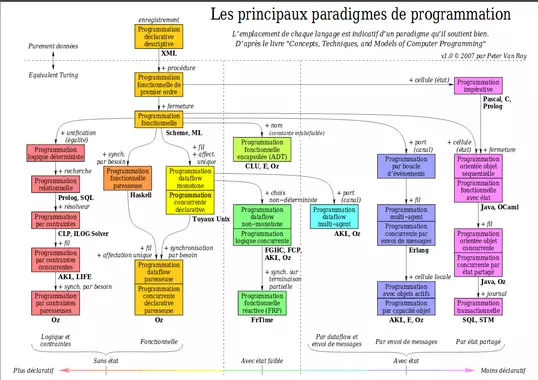 Les principaux paradigmes de programmation
L'emplacement de chaque langage est indicatif d'un paradigme qu'il soutient bien.
D'après le livre "Concepts, Techniques, and Models of Computer Programming"
v1.0 © 2007 par Peter Van Roy
enregistrement
Programmation
déclarative
descriptive
XML
Purement données
Equivalent Turing
+ procédure
Programmation
fonctionnelle de
premier ordre
+ cellule (état)
Programmation
impérative
Pascal, C,
Prolog
+ fermeture
Programmation
fonctionnelle
Scheme, ML
+ unification
(égalité)
Programmation
logique déterministe
+ recherche
Programmation
relationnelle
Prolog, SQL
+ résolveur
Programmation
par contraintes
CLP, ILOG Solver
+ fil
Programmation
par contraintes
concurrentes
AKL, LIFE
+ synch. par besoin
Programmation
par contraintes
paresseuses
Oz
+ synch.
par besoin
Programmation
fonctionnelle
paresseuse
Haskell
+ fil
+ affectation unique
+ fil
+ affect.
unique
Programmation
dataflow
monotone
Programmation
concurrente
déclarative
Tuyaux Unix
+ synchronisation
par besoin
Programmation
dataflow
paresseuse
Programmation
concurrente
déclarative
paresseuse
Oz
+ nom
(constante infalsifiable)
Programmation
fonctionnelle
encapsulée (ADT)
CLU, E, Oz
+ choix
non−déterministe
Programmation
dataflow
non−monotone
Programmation
logique concurrente
FGHC, FCP,
AKL, Oz
+ synch. sur
terminaison
partielle
Programmation
fonctionnelle
réactive (FRP)
FrTime
+ port
(canal)
Programmation
dataflow
multi−agent
AKL, Oz
+ port
(canal)
Programmation
par boucle
d'évènements
+ fil
Programmation
multi−agent
Programmation
concurrente par
envoi de messages
Erlang
+ cellule locale
Programmation
avec objets actifs
Programmation
par capacité objet
AKL, E, Oz
+ cellule
(état)
+ fermeture
Programmation
orientée objet
séquentielle
Programmation
fonctionnelle
avec état
Java, OCaml
+ fil
Programmation
orientée objet
concurrente
Programmation
concurrente par
état partagé
Java, Oz
+ journal
Programmation
transactionnelle
SQL, STM
Logique et
contraintes
Fonctionnelle
Par dataflow et
envoi de messages
Par envoi de messages
Par état partagé
Sans état
Avec état faible
Avec état
Plus déclaratif
Moins déclaratif